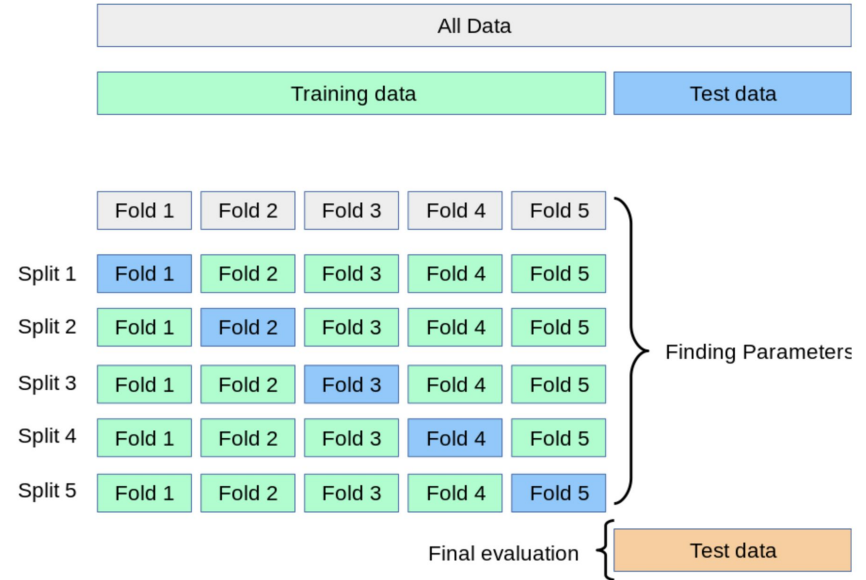 All Data
Training data Test data
Fold 1 Fold 2 Fold 3 Fold 4 Fold 5
Split 1 Fold 1 Fold 2 Fold 3 Fold 4 Fold 5
Split 2 Fold 1 Fold 2 Fold 3 Fold 4 Fold 5
Finding Parameters
Split 3 Fold 1 Fold 2 Fold 3 Fold 4 Fold 5
Split 4 Fold 1 Fold 2 Fold 3 Fold 4 Fold 5
Split 5 Fold 1 Fold 2 Fold 3 Fold 4 Fold 5
Final evaluation Test data